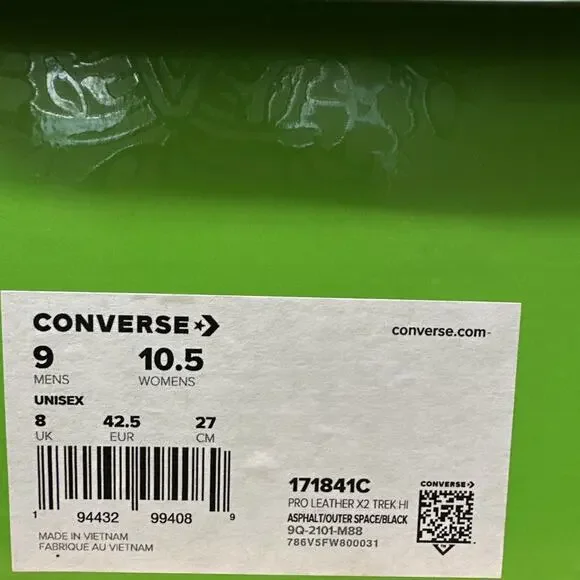 CONVERSE
converse.com
9 10.5
MENS WOMENS
UNISEX
8 42.5 27
UK EUR CM
1 94432 99408 9
MADE IN VIETNAM
FABRIQUE AU VIETNAM
171841C
PRO LEATHER X2 TREK HI
ASPHALT/OUTER SPACE/BLACK
9Q-2101-M88
786V5FW800031
CONVERSE